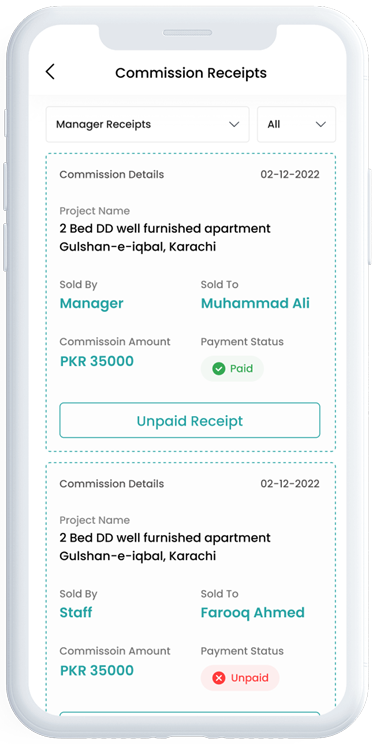 Commission Receipts
Manager Receipts
All
Commission Details
02-12-2022
Project Name
2 Bed DD well furnished apartment
Gulshan-e-iqbal, Karachi
Sold By
Sold To
Manager
Muhammad Ali
Commissoin Amount
Payment Status
PKR 35000
Paid
Unpaid Receipt
Commission Details
02-12-2022
Project Name
2 Bed DD well furnished apartment
Gulshan-e-iqbal, Karachi
Sold By
Sold To
Staff
Farooq Ahmed
Commissoin Amount
Payment Status
PKR 35000
Unpaid